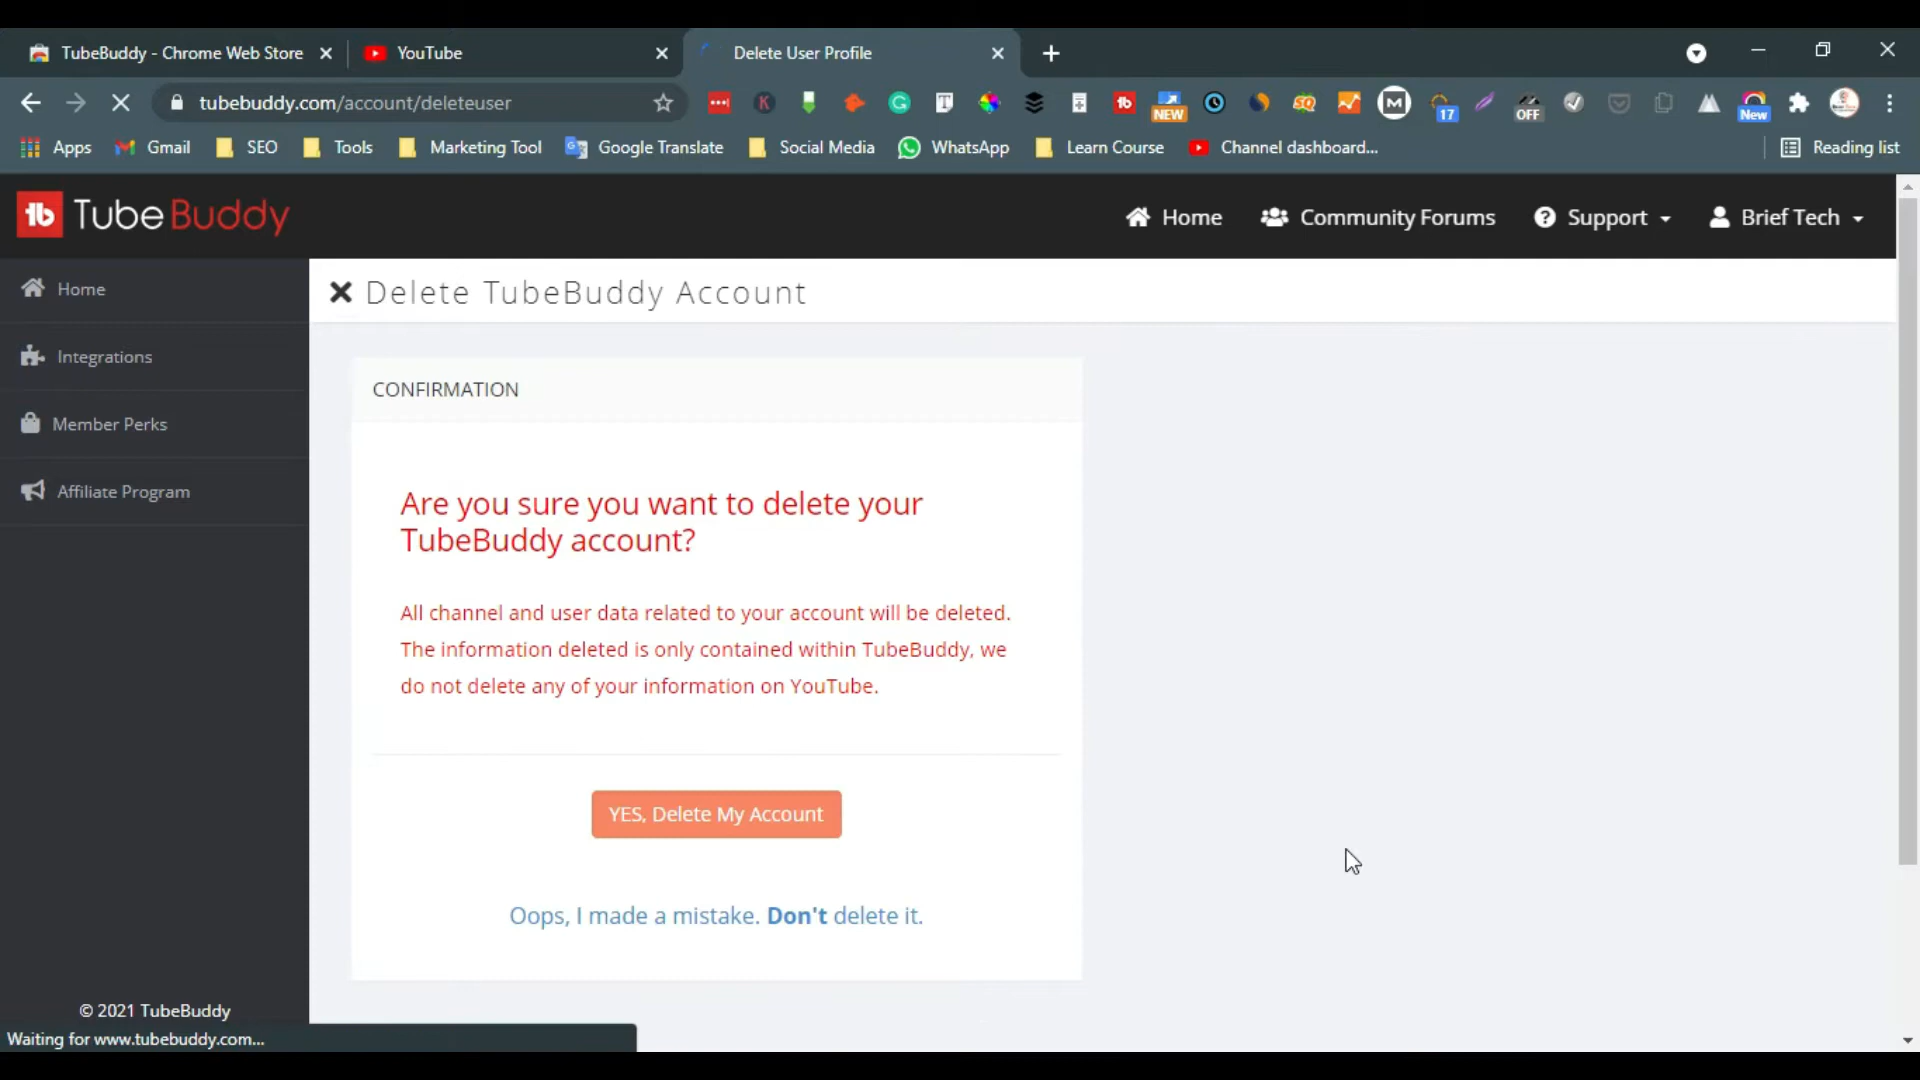 TubeBuddy - Chrome Web Store
YouTube
Delete User Profile
tubebuddy.com/account/deleteuser
NEW
17
OFF
New
Apps
Gmail
SEO
Tools
Marketing Tool
Google Translate
Social Media
WhatsApp
Learn Course
Channel dashboard...
Reading list
tb TubeBuddy
Home
Community Forums
Support
Brief Tech
Home
Integrations
Member Perks
Affiliate Program
Delete TubeBuddy Account
CONFIRMATION
Are you sure you want to delete your
TubeBuddy account?
All channel and user data related to your account will be deleted.
The information deleted is only contained within TubeBuddy, we
do not delete any of your information on YouTube.
YES, Delete My Account
Oops, I made a mistake. Don't delete it.
© 2021 TubeBuddy
Waiting for www.tubebuddy.com...